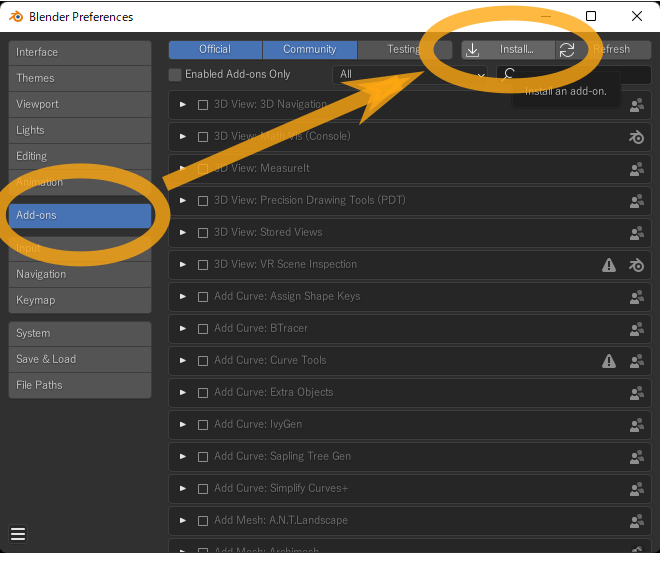 Blender Preferences
Interface
Themes
Viewport
Lights
Editing
Animation
Add-ons
Input
Navigation
Keymap
System
Save & Load
File Paths
Official Community Testing Install... Refresh
Enabled Add-ons Only All
Install an add-on.
3D View: 3D Navigation
3D View: Math Vis (Console)
3D View: MeasureIt
3D View: Precision Drawing Tools (PDT)
3D View: Stored Views
3D View: VR Scene Inspection
Add Curve: Assign Shape Keys
Add Curve: BTracer
Add Curve: Curve Tools
Add Curve: Extra Objects
Add Curve: IvyGen
Add Curve: Sapling Tree Gen
Add Curve: Simplify Curves+
Add Mesh: A.N.T.Landscape
Add Mesh: Archimesh